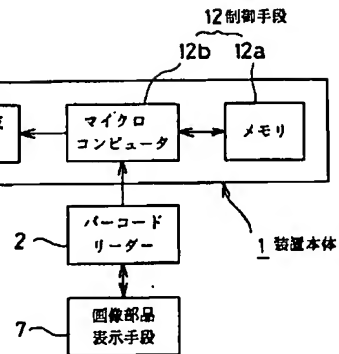 12制御手段
12b 12a
マイクロ
コンピュータ
メモリ
1 装置本体
2
バーコード
リーダー
7
画像部品
表示手段